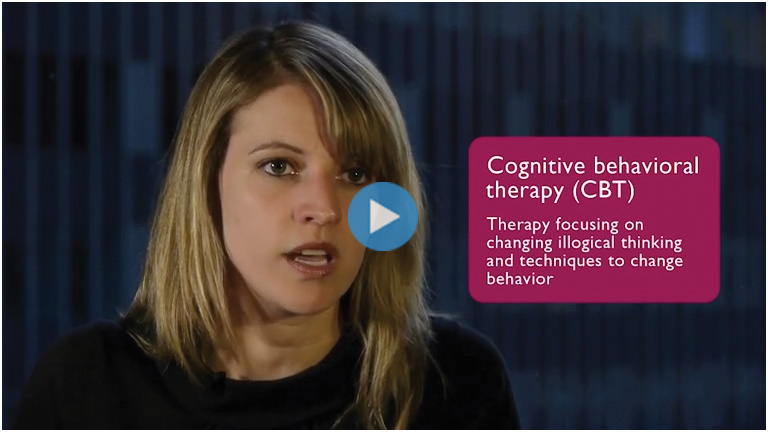 Cognitive behavioral
therapy (CBT)
Therapy focusing on
changing illogical thinking
and techniques to change
behavior